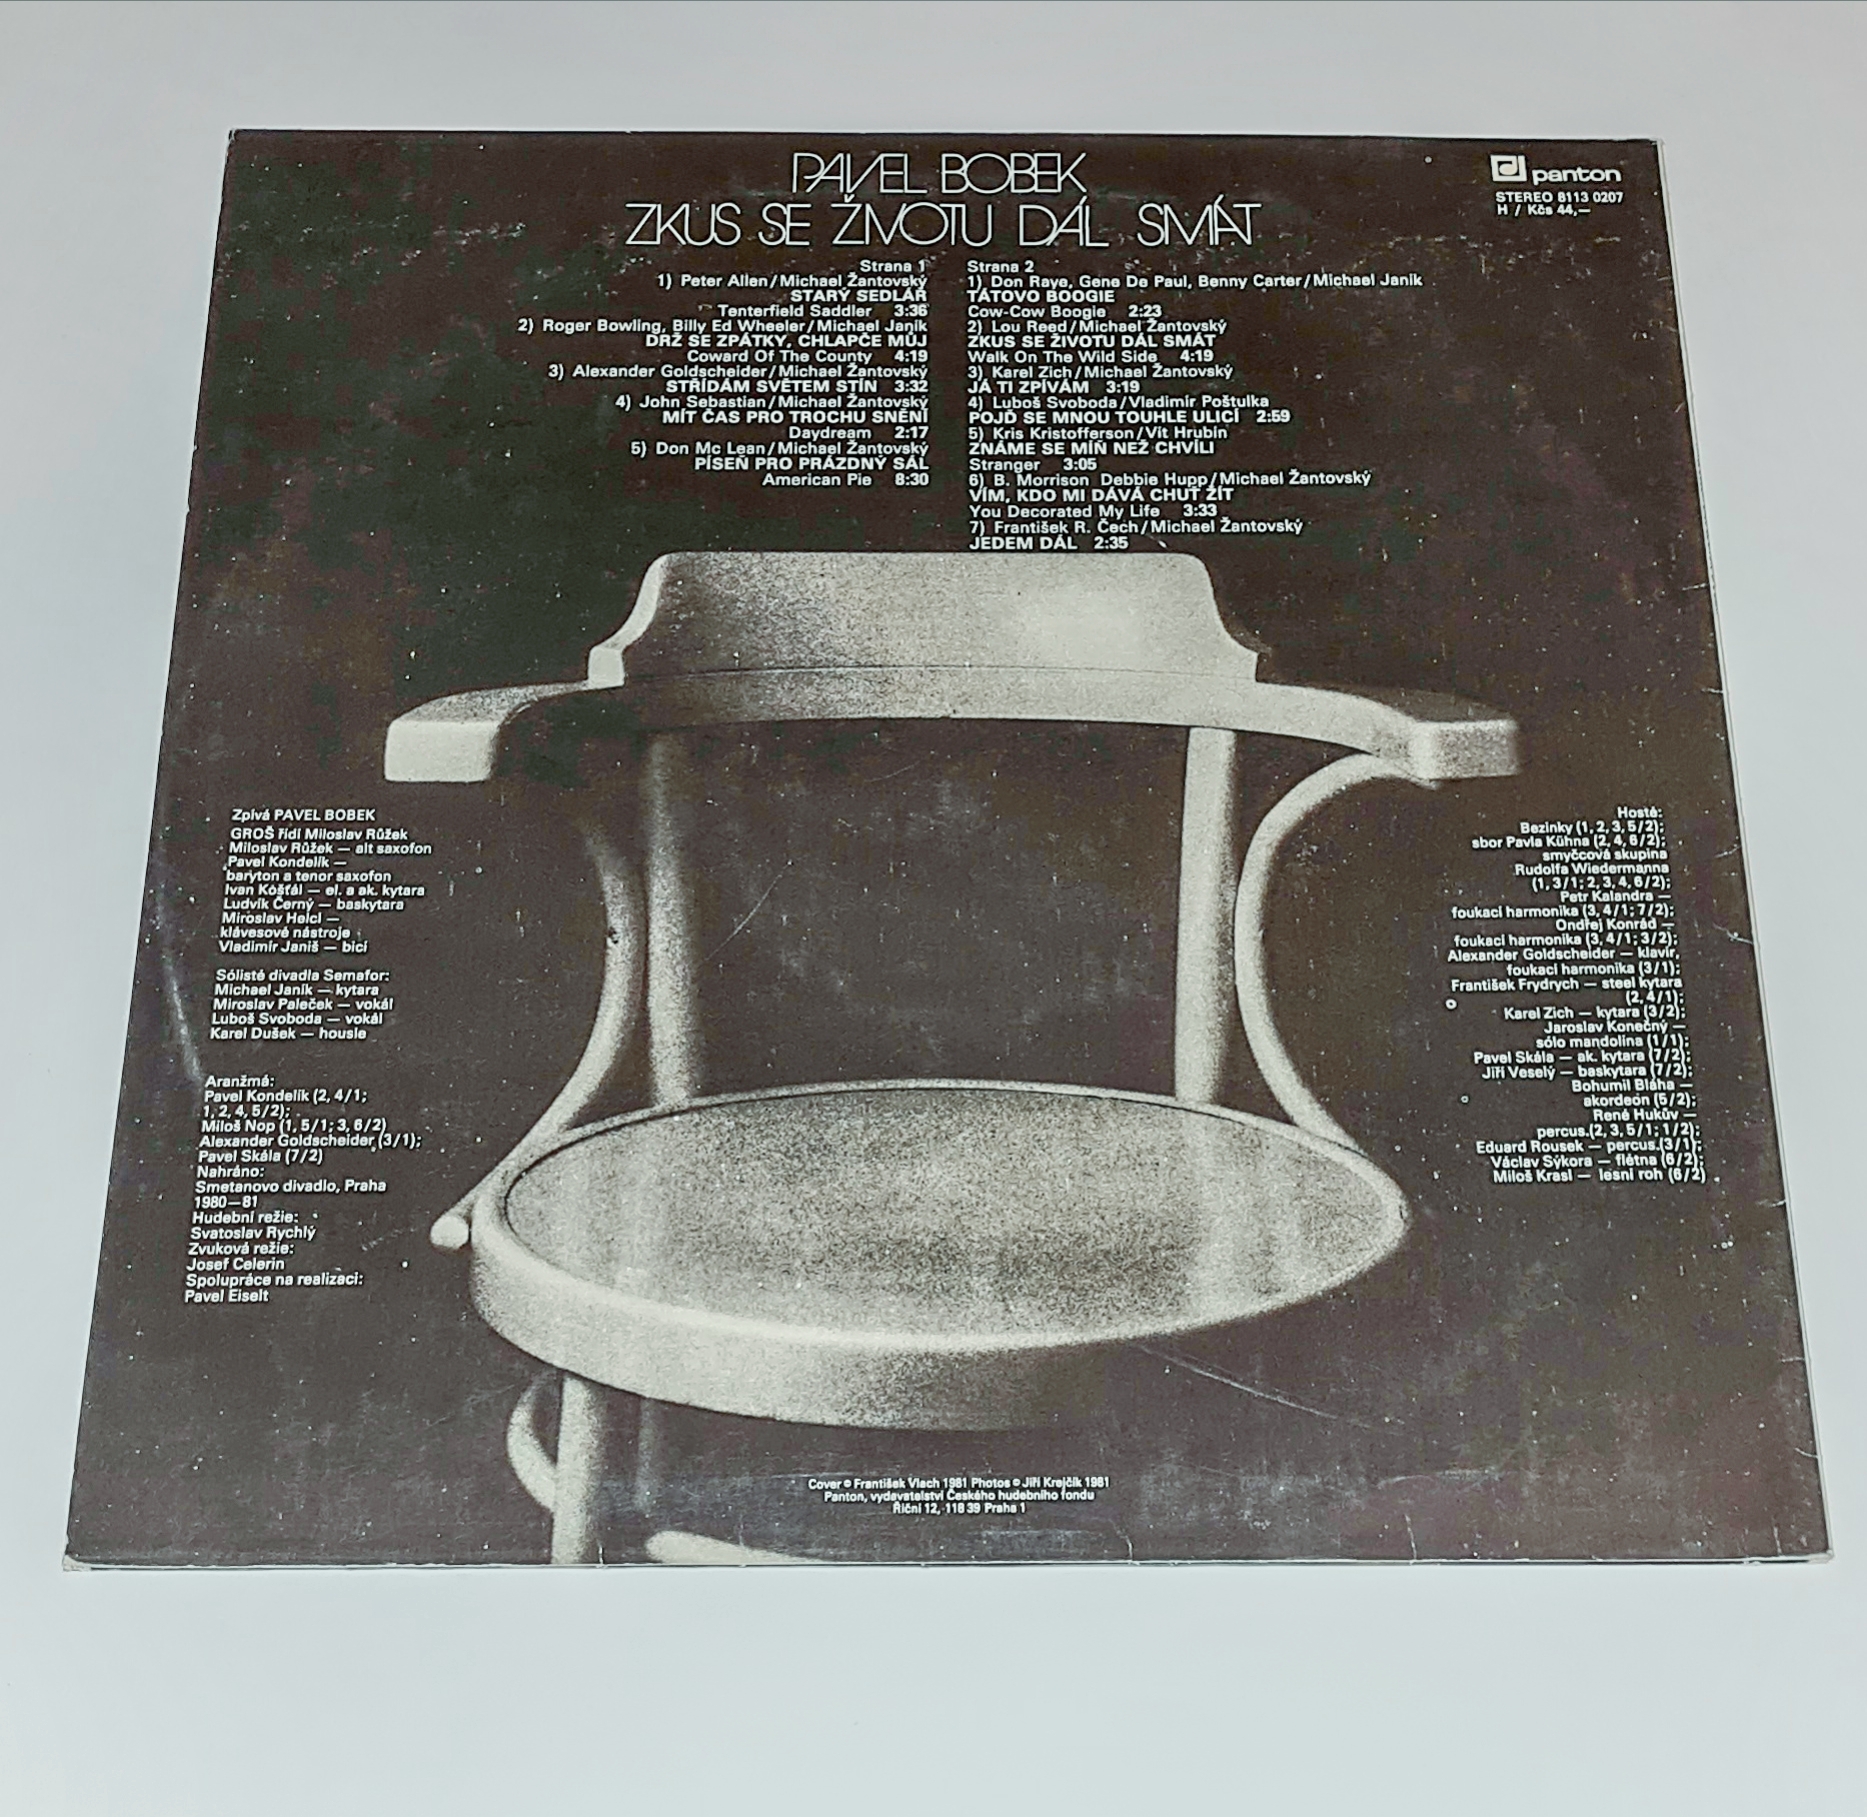 PAVEL BOBEK
ZKUS SE ŽIVOTU DÁL SMÁT
panton
STEREO 8113 0207
H / Kčs 44,—
Strana 1
1) Peter Allen/Michael Žantovský
STARÝ SEDLÁŘ
Tenterfield Saddler 3:36
2) Roger Bowling, Billy Ed Wheeler/Michael Janík
DRŽ SE ZPÁTKY, CHLAPČE MŮJ
Coward Of The County 4:19
3) Alexander Goldscheider/Michael Žantovský
STŘÍDÁM SVĚTEM STÍN 3:32
4) John Sebastian/Michael Žantovský
MÍT ČAS PRO TROCHU SNĚNÍ
Daydream 2:17
5) Don Mc Lean/Michael Žantovský
PÍSEŇ PRO PRÁZDNÝ SÁL
American Pie 8:30
Strana 2
1) Don Raye, Gene De Paul, Benny Carter/Michael Janík
TÁTOVO BOOGIE
Cow-Cow Boogie 2:23
2) Lou Reed/Michael Žantovský
ZKUS SE ŽIVOTU DÁL SMÁT
Walk On The Wild Side 4:19
3) Karel Zich/Michael Žantovský
JÁ TI ZPÍVÁM 3:19
4) Luboš Svoboda/Vladimír Poštulka
POJĎ SE MNOU TOUHLE ULICÍ 2:59
5) Kris Kristofferson/Vít Hrubín
ZNÁME SE MÍŇ NEŽ CHVÍLI
Stranger 3:05
6) B. Morrison Debbie Hupp/Michael Žantovský
VÍM, KDO MI DÁVÁ CHUŤ ŽÍT
You Decorated My Life 3:33
7) František R. Čech/Michael Žantovský
JEDEM DÁL 2:35
Zpívá PAVEL BOBEK
GROŠ řídí Miloslav Růžek
Miloslav Růžek — alt saxofon
Pavel Kondelík —
baryton a tenor saxofon
Ivan Košťál — el. a ak. kytara
Ludvík Černý — baskytara
Miroslav Helcl —
klávesové nástroje
Vladimír Janiš — bicí
Sólisté divadla Semafor:
Michael Janík — kytara
Miroslav Paleček — vokál
Luboš Svoboda — vokál
Karel Dušek — housle
Aranžmá:
Pavel Kondelík (2, 4/1;
1, 2, 4, 5/2);
Miloš Nop (1, 5/1; 3, 6/2)
Alexander Goldscheider (3/1);
Pavel Skála (7/2)
Nahráno:
Smetanovo divadlo, Praha
1980—81
Hudební režie:
Svatoslav Rychlý
Zvuková režie:
Josef Celerin
Spolupráce na realizaci:
Pavel Eiselt
Hosté:
Bezinky (1, 2, 3, 5/2);
sbor Pavla Kühna (2, 4, 6/2);
smyčcová skupina
Rudolfa Wiedermanna
(1, 3/1; 2, 3, 4, 6/2);
Petr Kalandra —
foukací harmonika (3, 4/1; 7/2);
Ondřej Konrád —
foukací harmonika (3, 4/1; 3/2);
Alexander Goldscheider — klavír,
foukací harmonika (3/1);
František Frydrych — steel kytara
(2, 4/1);
Karel Zich — kytara (3/2);
Jaroslav Konečný —
sólo mandolína (1/1);
Pavel Skála — ak. kytara (7/2);
Jiří Veselý — baskytara (7/2);
Bohumil Bláha —
akordeón (5/2);
René Hukův —
percus.(2, 3, 5/1; 1/2);
Eduard Rousek — percus.(3/1);
Václav Sýkora — flétna (6/2);
Miloš Krasl — lesní roh (6/2)
Cover © František Vlach 1981 Photos © Jiří Krejčík 1981
Panton, vydavatelství Českého hudebního fondu
Říční 12, 118 39 Praha 1